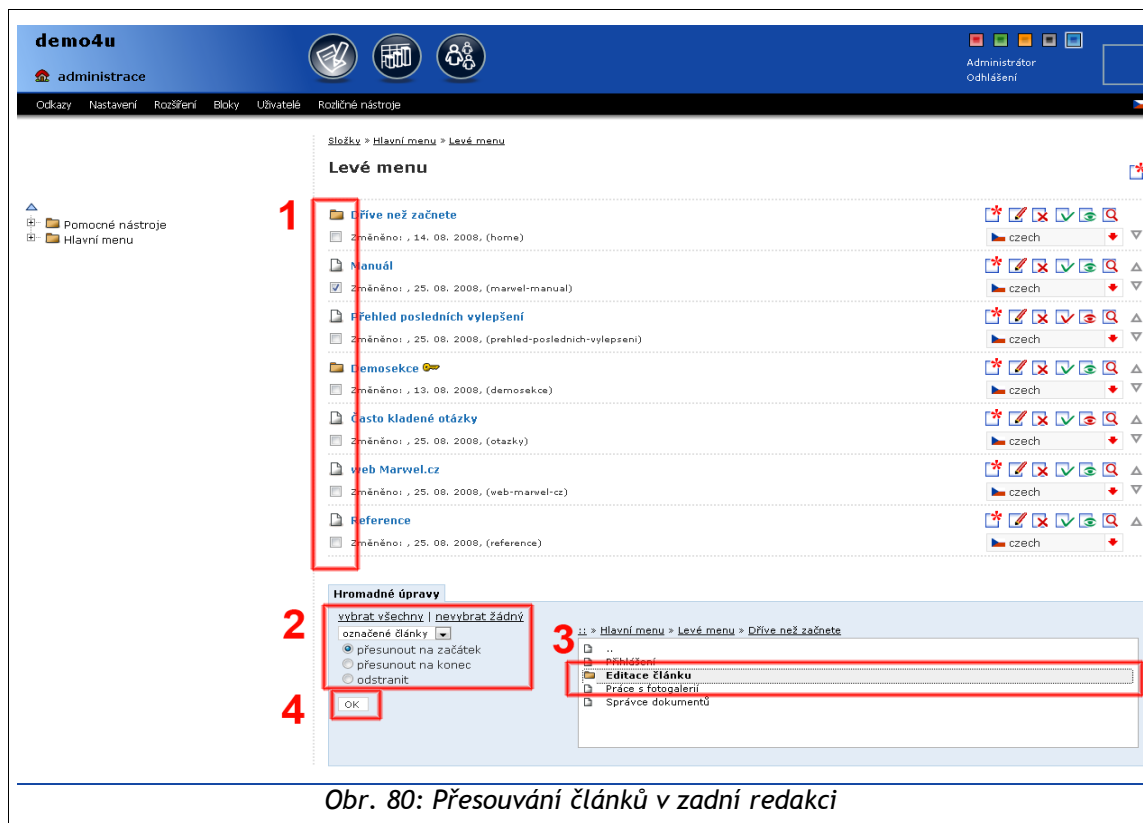 demo4u
administrace
Administrátor
Odhlášení
Odkazy Nastavení Rozšíření Bloky Uživatelé Rozličné nástroje
Složky » Hlavní menu » Levé menu
Levé menu
Pomocné nástroje
Hlavní menu
1
Dříve než začnete
Změněno: , 14. 08. 2008, (home)
czech
Manuál
Změněno: , 25. 08. 2008, (marwel-manual)
czech
Přehled posledních vylepšení
Změněno: , 25. 08. 2008, (prehled-poslednich-vylepseni)
czech
Demosekce
Změněno: , 13. 08. 2008, (demosekce)
czech
Často kladené otázky
Změněno: , 25. 08. 2008, (otazky)
czech
web Marwel.cz
Změněno: , 25. 08. 2008, (web-marwel-cz)
czech
Reference
Změněno: , 25. 08. 2008, (reference)
czech
Hromadné úpravy
2
vybrat všechny | nevybrat žádný
označené články
přesunout na začátek
přesunout na konec
odstranit
4
OK
3
:: » Hlavní menu » Levé menu » Dříve než začnete
..
Přihlášení
Editace článku
Práce s fotogalerií
Správce dokumentů
Obr. 80: Přesouvání článků v zadní redakci